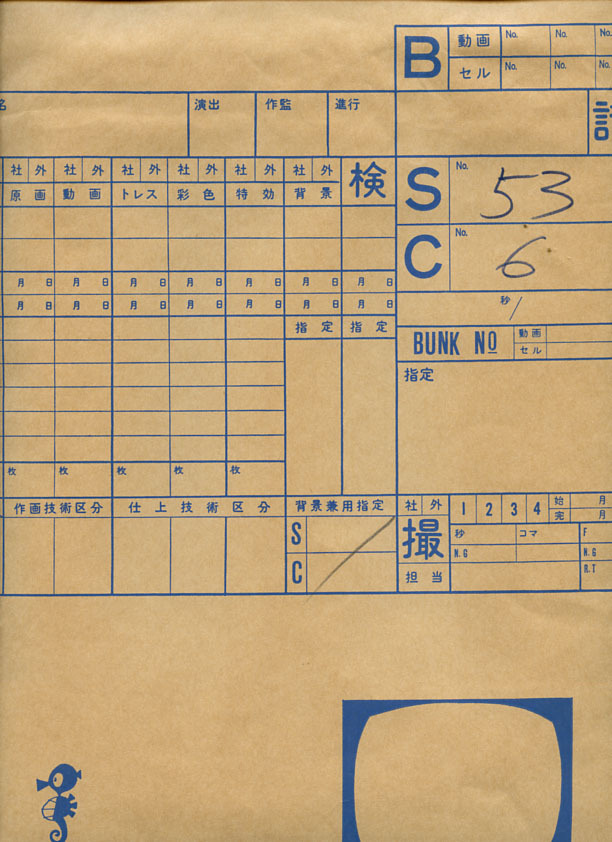 B 動画 No. No. No.
セル No. No. No.
名 演出 作監 進行
社 外 社 外 社 外 社 外 社 外 社 外 検 S No. 53
原画 動画 トレス 彩色 特効 背景
C No. 6
月 日 月 日 月 日 月 日 月 日 月 日 月 日
月 日 月 日 月 日 月 日 月 日 月 日 月 日
秒 /
指定 指定 BUNK NO 動画
セル
指定
枚 枚 枚 枚 枚
作画技術区分 仕上技術区分 背景兼用指定 社 外 1 2 3 4 始 月
完 月
S 撮 秒 コマ F
N.G N.G
C 担当 R.T